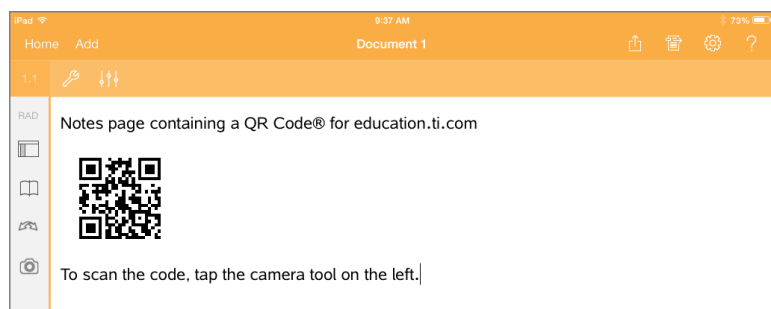 iPad 9:37 AM 73%
Home Add Document 1 ?
1.1
RAD
Notes page containing a QR Code® for education.ti.com
To scan the code, tap the camera tool on the left.